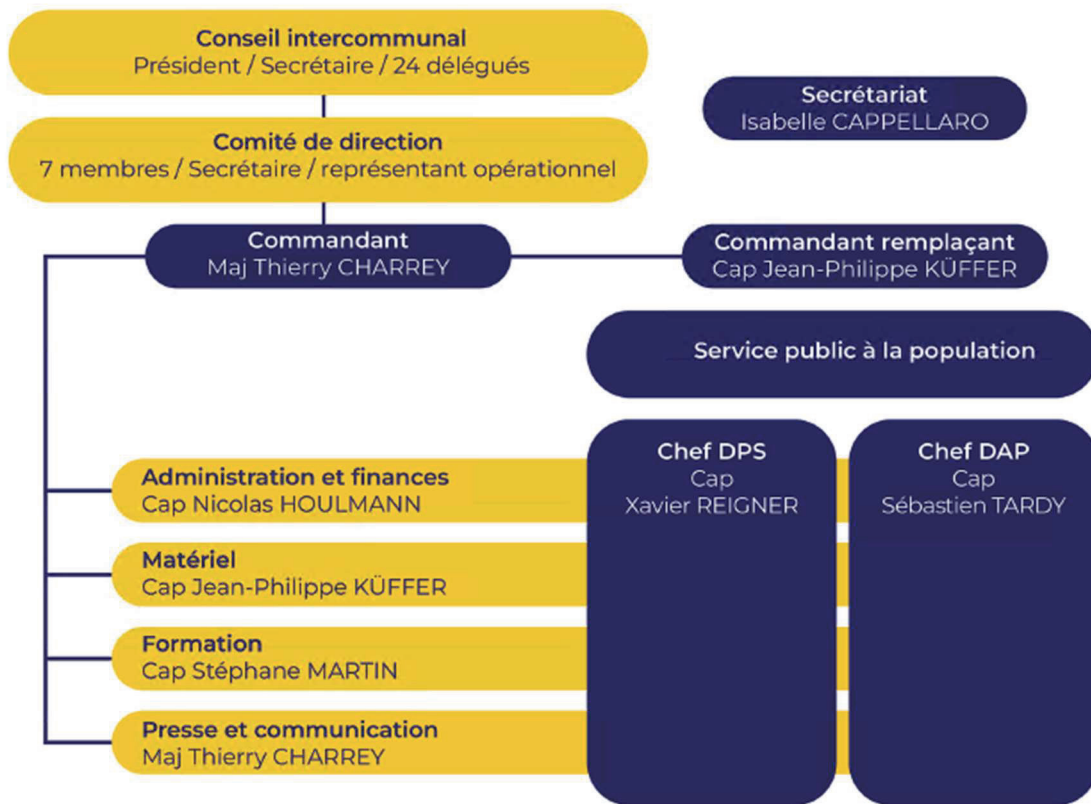 Conseil intercommunal
Président / Secrétaire / 24 délégués
Secrétariat
Isabelle CAPPELLARO
Comité de direction
7 membres / Secrétaire / représentant opérationnel
Commandant
Maj Thierry CHARREY
Commandant remplaçant
Cap Jean-Philippe KÜFFER
Service public à la population
Chef DPS
Cap
Xavier REIGNER
Chef DAP
Cap
Sébastien TARDY
Administration et finances
Cap Nicolas HOULMANN
Matériel
Cap Jean-Philippe KÜFFER
Formation
Cap Stéphane MARTIN
Presse et communication
Maj Thierry CHARREY